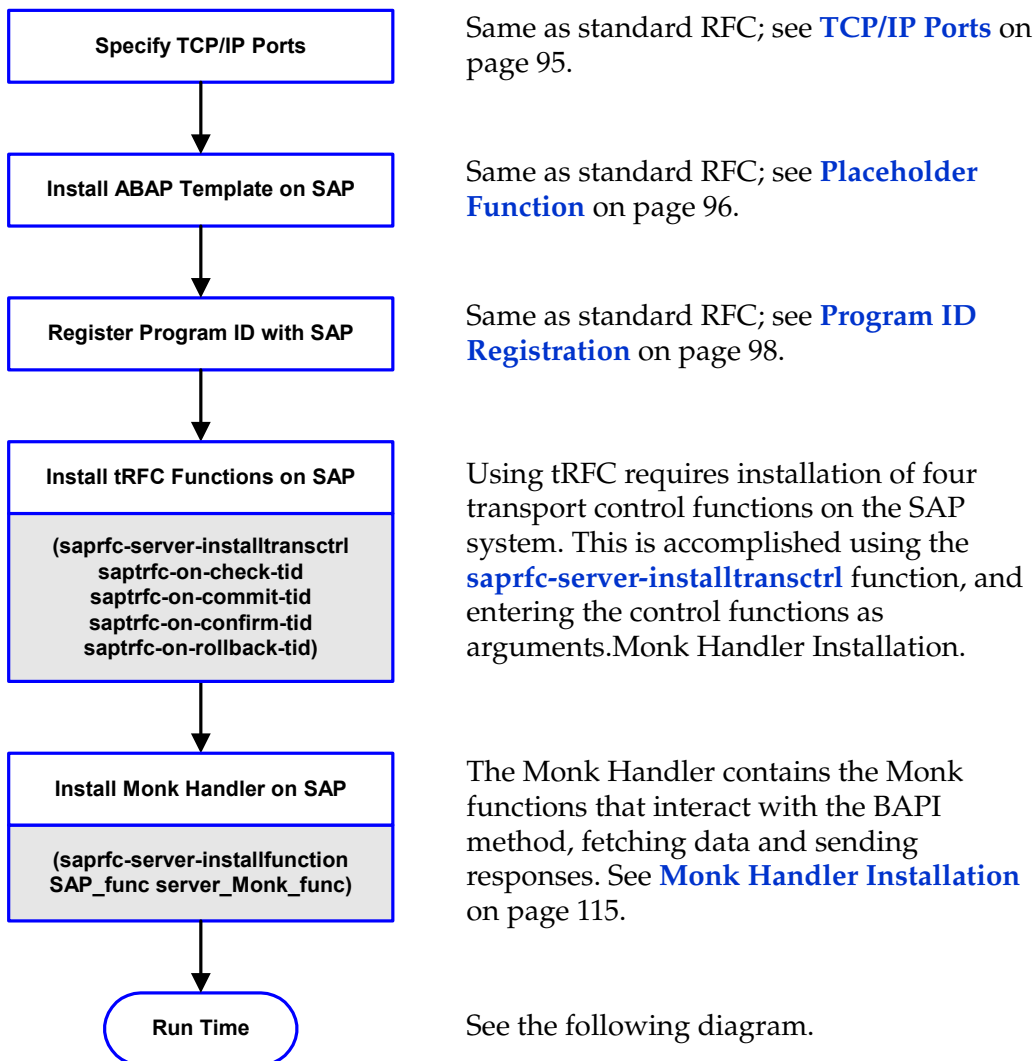 Specify TCP/IP Ports
Same as standard RFC; see TCP/IP Ports on
page 95.
Install ABAP Template on SAP
Same as standard RFC; see Placeholder
Function on page 96.
Register Program ID with SAP
Same as standard RFC; see Program ID
Registration on page 98.
Install tRFC Functions on SAP
(saprfc-server-installtransctrl
saptrfc-on-check-tid
saptrfc-on-commit-tid
saptrfc-on-confirm-tid
saptrfc-on-rollback-tid)
Using tRFC requires installation of four
transport control functions on the SAP
system. This is accomplished using the
saprfc-server-installtransctrl function, and
entering the control functions as
arguments.Monk Handler Installation.
Install Monk Handler on SAP
(saprfc-server-installfunction
SAP_func server_Monk_func)
The Monk Handler contains the Monk
functions that interact with the BAPI
method, fetching data and sending
responses. See Monk Handler Installation
on page 115.
Run Time
See the following diagram.